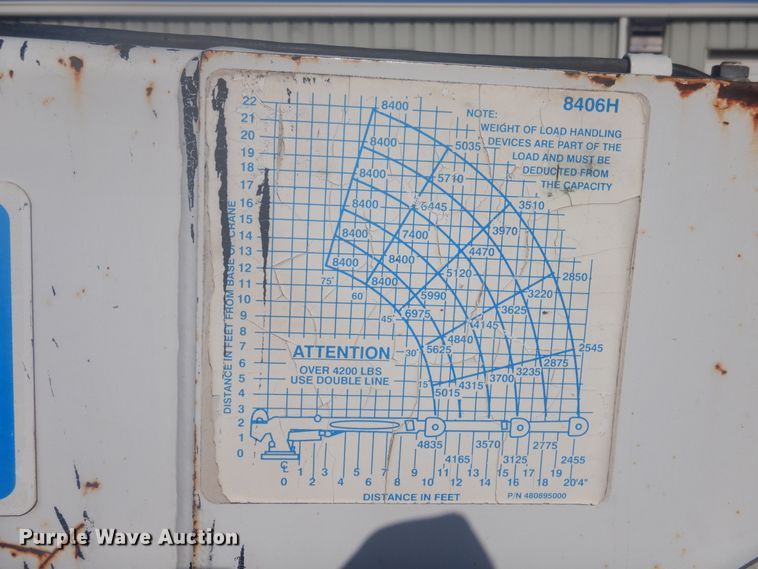 8406H
NOTE:
WEIGHT OF LOAD HANDLING
DEVICES ARE PART OF THE
LOAD AND MUST BE
DEDUCTED FROM
THE CAPACITY
DISTANCE IN FEET FROM BASE OF CRANE
22
21
20
19
18
17
16
15
14
13
12
11
10
9
8
7
6
5
4
3
2
1
0
8400
8400 5035
8400 5710
8400 6445 3510
8400 7400 3970
8400 8400 4470
8400 5120 2850
75°
60 5990 3220
45° 6975 4145 3625
30° 5625 4840 2545
15° 5015 4315 3700 3235 2875
ATTENTION
OVER 4200 LBS
USE DOUBLE LINE
4835 3570 2775
4165 3125 2455
℄ 1 3 5 7 9 11 13 15 17 19
0 2 4 6 8 10 12 14 16 18 20'4"
DISTANCE IN FEET
P/N 480895000
Purple Wave Auction